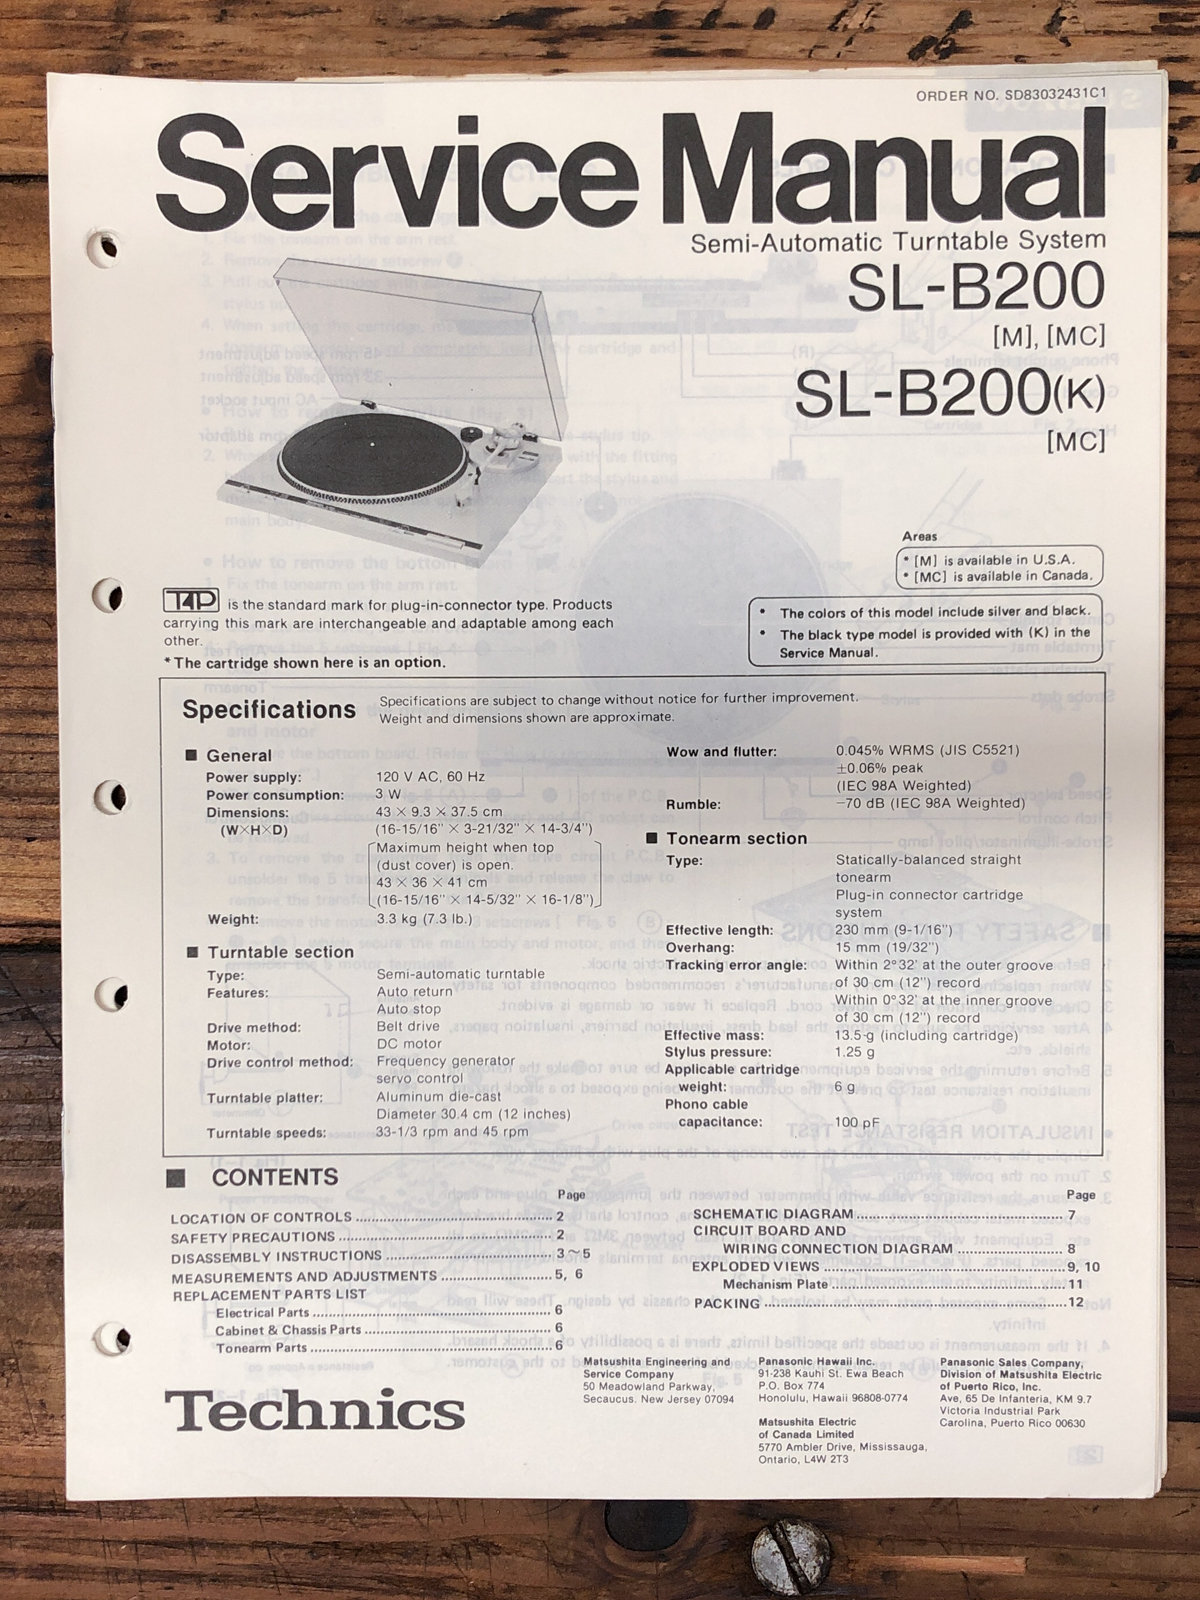 ORDER NO. SD83032431C1
Service Manual
Semi-Automatic Turntable System
SL-B200
[M], [MC]
SL-B200(K)
[MC]
Areas
* [M] is available in U.S.A.
* [MC] is available in Canada.
T4P is the standard mark for plug-in-connector type. Products
carrying this mark are interchangeable and adaptable among each
other.
* The cartridge shown here is an option.
• The colors of this model include silver and black.
• The black type model is provided with (K) in the
Service Manual.
Specifications
Specifications are subject to change without notice for further improvement.
Weight and dimensions shown are approximate.
■ General
Power supply: 120 V AC, 60 Hz
Power consumption: 3 W
Dimensions: 43 × 9.3 × 37.5 cm
(W×H×D) (16-15/16" × 3-21/32" × 14-3/4")
Maximum height when top
(dust cover) is open.
43 × 36 × 41 cm
(16-15/16" × 14-5/32" × 16-1/8")
Weight: 3.3 kg (7.3 lb.)
■ Turntable section
Type: Semi-automatic turntable
Features: Auto return
Auto stop
Drive method: Belt drive
Motor: DC motor
Drive control method: Frequency generator
servo control
Turntable platter: Aluminum die-cast
Diameter 30.4 cm (12 inches)
Turntable speeds: 33-1/3 rpm and 45 rpm
Wow and flutter: 0.045% WRMS (JIS C5521)
±0.06% peak
(IEC 98A Weighted)
Rumble: −70 dB (IEC 98A Weighted)
■ Tonearm section
Type: Statically-balanced straight
tonearm
Plug-in connector cartridge
system
Effective length: 230 mm (9-1/16")
Overhang: 15 mm (19/32")
Tracking error angle: Within 2°32' at the outer groove
of 30 cm (12") record
Within 0°32' at the inner groove
of 30 cm (12") record
Effective mass: 13.5 g (including cartridge)
Stylus pressure: 1.25 g
Applicable cartridge
weight: 6 g
Phono cable
capacitance: 100 pF
■ CONTENTS
Page
LOCATION OF CONTROLS 2
SAFETY PRECAUTIONS 2
DISASSEMBLY INSTRUCTIONS 3~5
MEASUREMENTS AND ADJUSTMENTS 5, 6
REPLACEMENT PARTS LIST
Electrical Parts 6
Cabinet & Chassis Parts 6
Tonearm Parts 6
Page
SCHEMATIC DIAGRAM 7
CIRCUIT BOARD AND
WIRING CONNECTION DIAGRAM 8
EXPLODED VIEWS 9, 10
Mechanism Plate 11
PACKING 12
Technics
Matsushita Engineering and
Service Company
50 Meadowland Parkway,
Secaucus. New Jersey 07094
Panasonic Hawaii Inc.
91-238 Kauhi St. Ewa Beach
P.O. Box 774
Honolulu, Hawaii 96808-0774
Matsushita Electric
of Canada Limited
5770 Ambler Drive, Mississauga,
Ontario, L4W 2T3
Panasonic Sales Company,
Division of Matsushita Electric
of Puerto Rico, Inc.
Ave, 65 De Infanteria, KM 9.7
Victoria Industrial Park
Carolina, Puerto Rico 00630